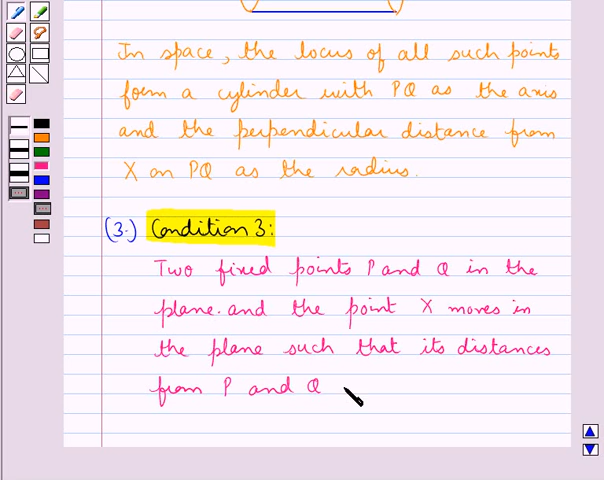 In space, the locus of all such points
form a cylinder with PQ as the axis
and the perpendicular distance from
X on PQ as the radius.
(3.) Condition 3:
Two fixed points P and Q in the
plane. and the point X moves in
the plane such that its distances
from P and Q